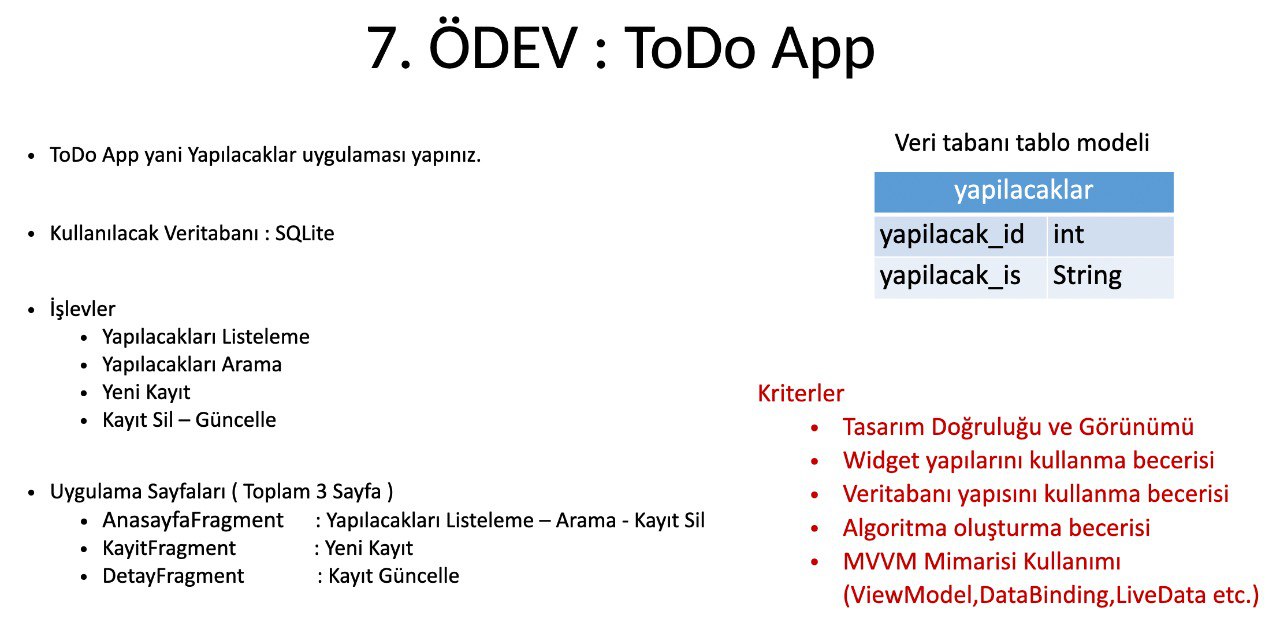 7. ÖDEV : ToDo App
• ToDo App yani Yapılacaklar uygulaması yapınız.
• Kullanılacak Veritabanı : SQLite
• İşlevler
• Yapılacakları Listeleme
• Yapılacakları Arama
• Yeni Kayıt
• Kayıt Sil – Güncelle
• Uygulama Sayfaları ( Toplam 3 Sayfa )
• AnasayfaFragment : Yapılacakları Listeleme – Arama - Kayıt Sil
• KayitFragment : Yeni Kayıt
• DetayFragment : Kayıt Güncelle
Veri tabanı tablo modeli
yapilacaklar
yapilacak_id int
yapilacak_is String
Kriterler
• Tasarım Doğruluğu ve Görünümü
• Widget yapılarını kullanma becerisi
• Veritabanı yapısını kullanma becerisi
• Algoritma oluşturma becerisi
• MVVM Mimarisi Kullanımı
(ViewModel,DataBinding,LiveData etc.)